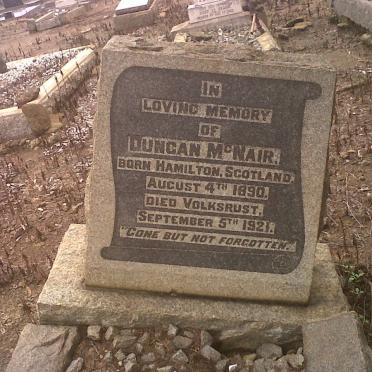 IN
LOVING MEMORY
OF
DUNCAN McNAIR,
BORN HAMILTON, SCOTLAND,
AUGUST 4TH 1890,
DIED VOLKSRUST,
SEPTEMBER 5TH 1921.
"GONE BUT NOT FORGOTTEN."